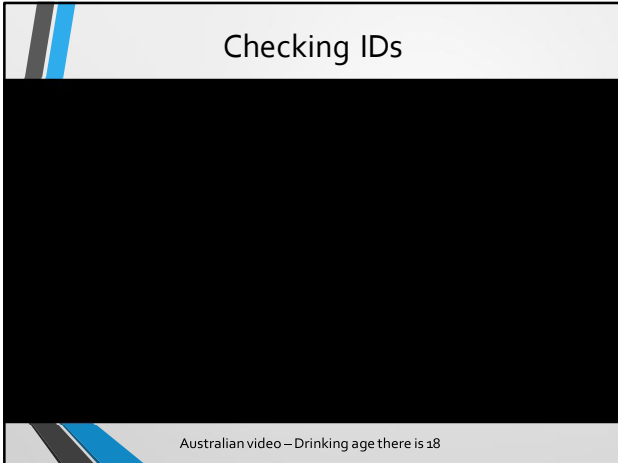 Checking IDs
Australian video – Drinking age there is 18